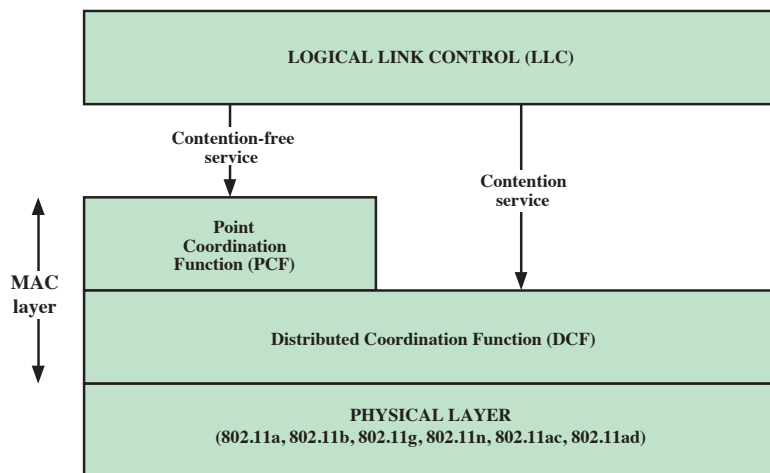 LOGICAL LINK CONTROL (LLC)
Contention-free
service
Contention
service
Point
Coordination
Function (PCF)
MAC
layer
Distributed Coordination Function (DCF)
PHYSICAL LAYER
(802.11a, 802.11b, 802.11g, 802.11n, 802.11ac, 802.11ad)